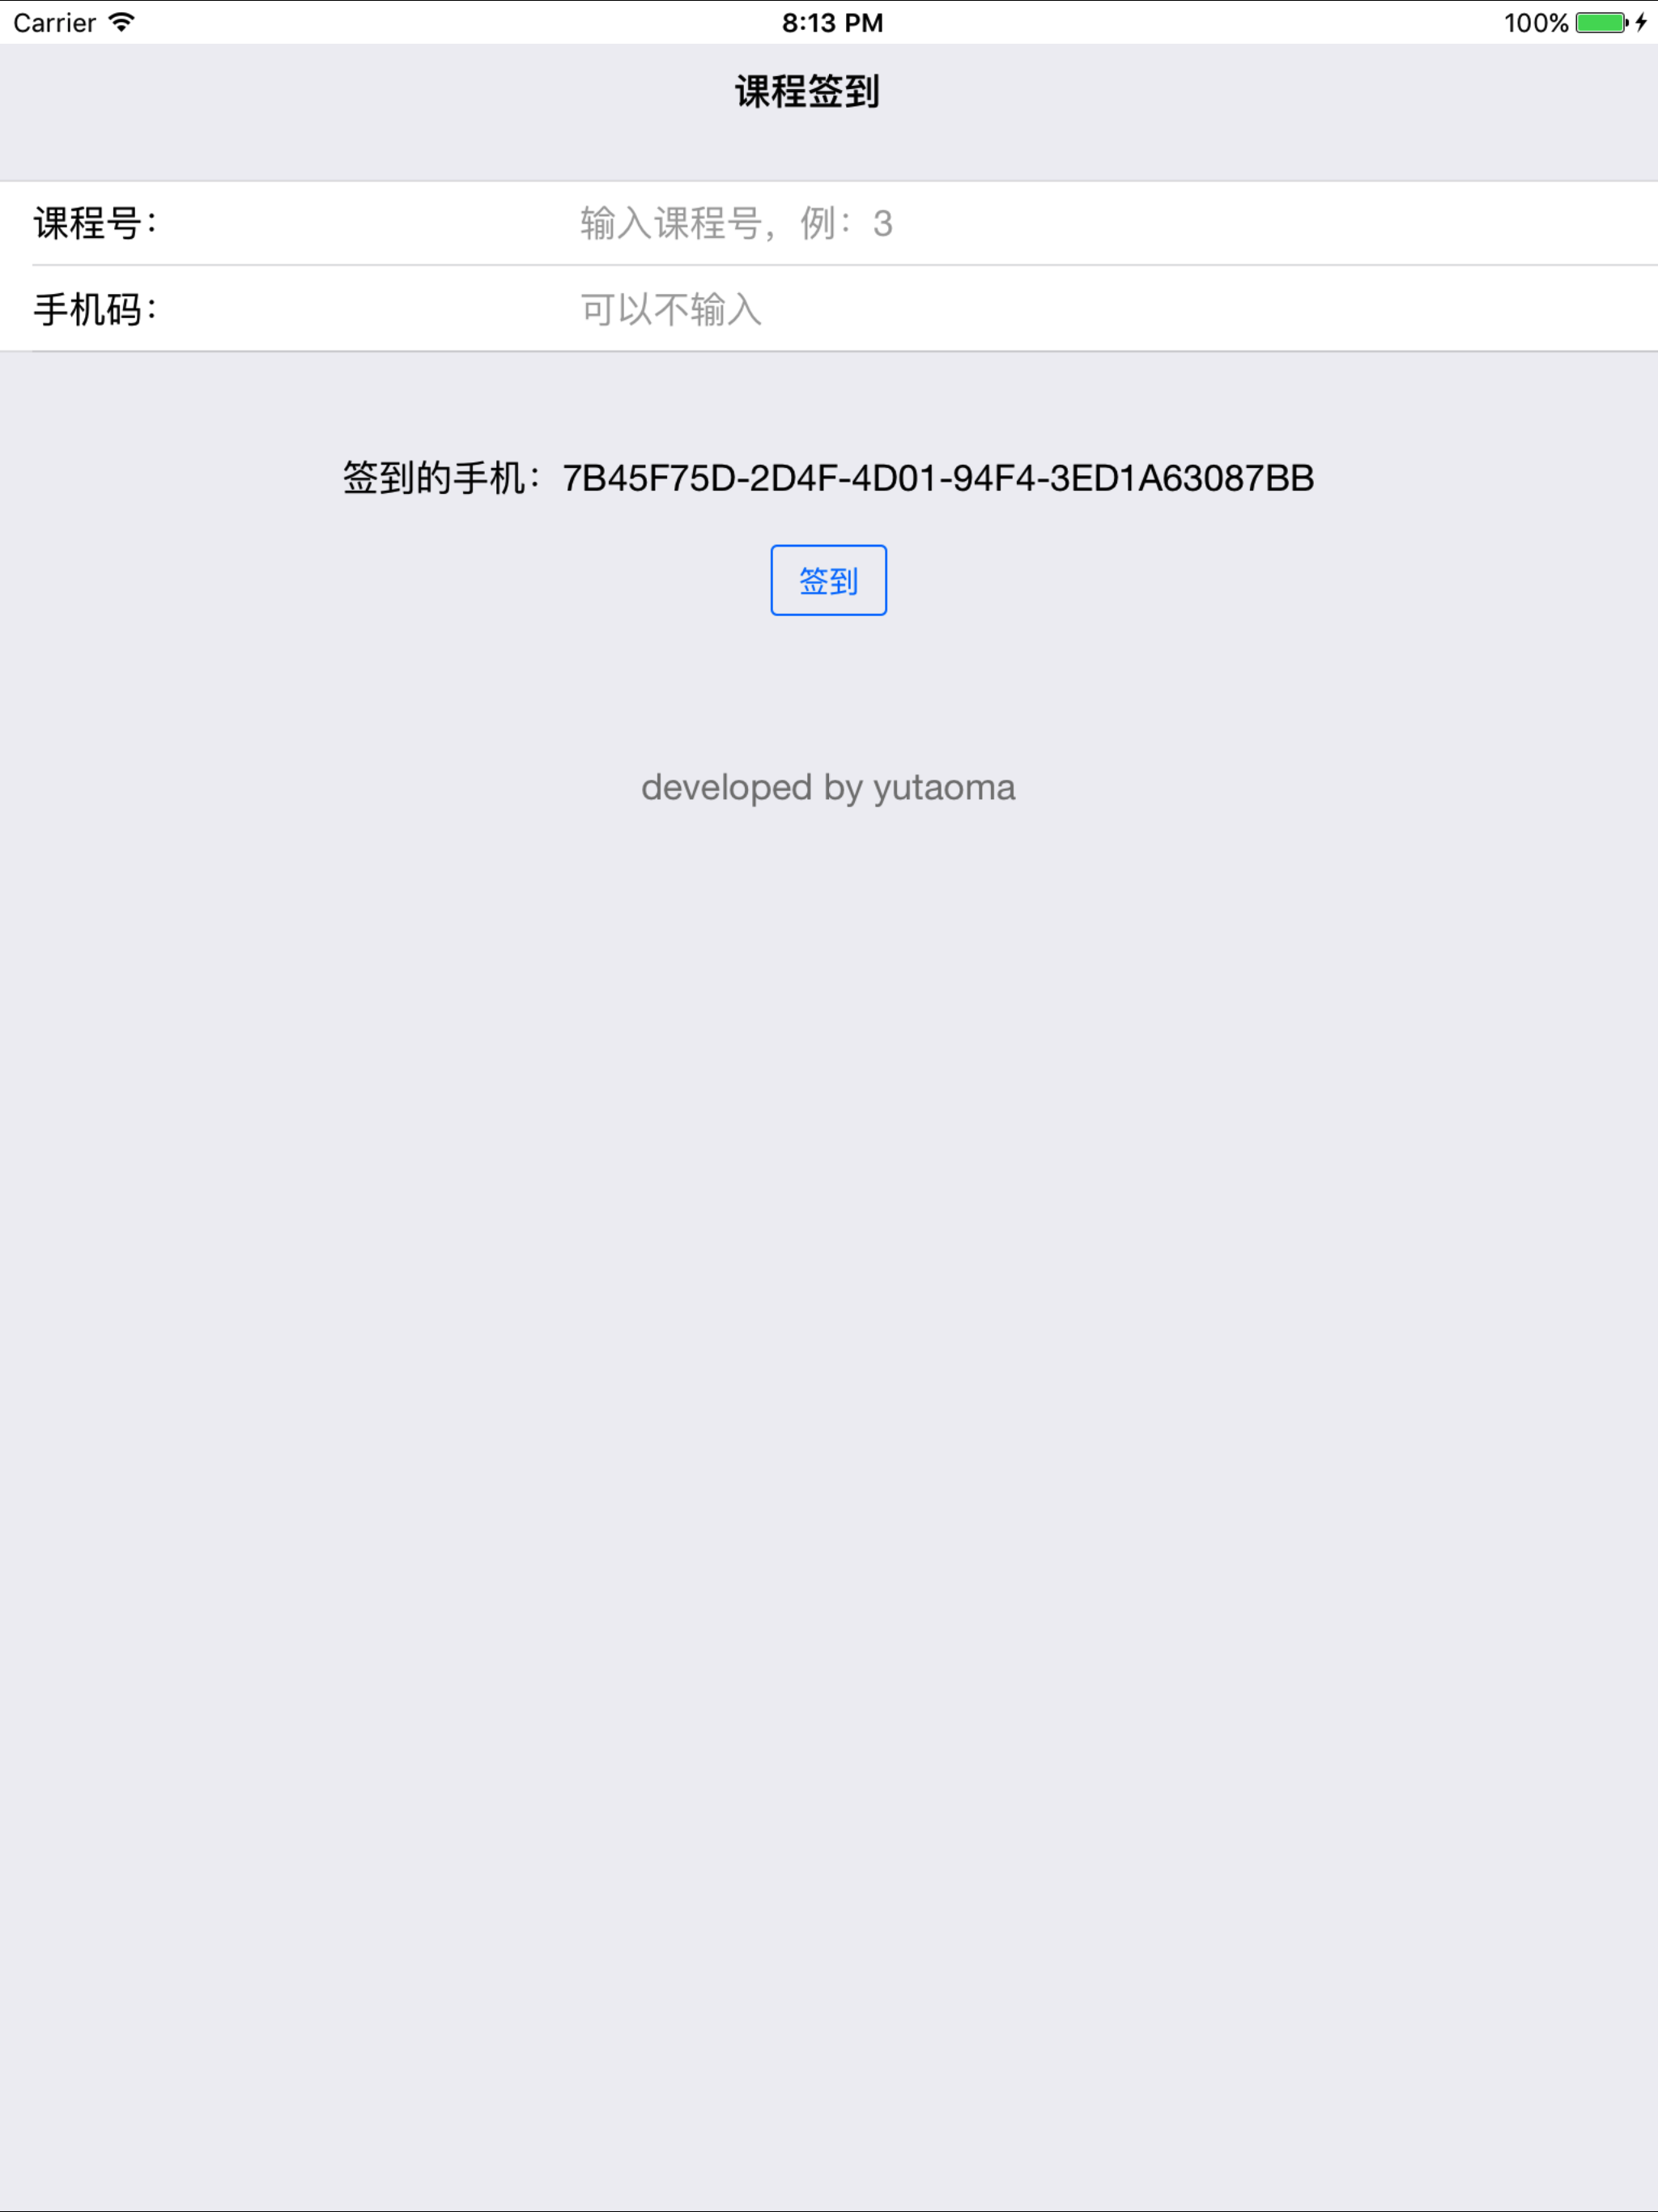 Carrier 8:13 PM 100%
课程签到
课程号： 输入课程号，例：3
手机码： 可以不输入
签到的手机：7B45F75D-2D4F-4D01-94F4-3ED1A63087BB
签到
developed by yutaoma